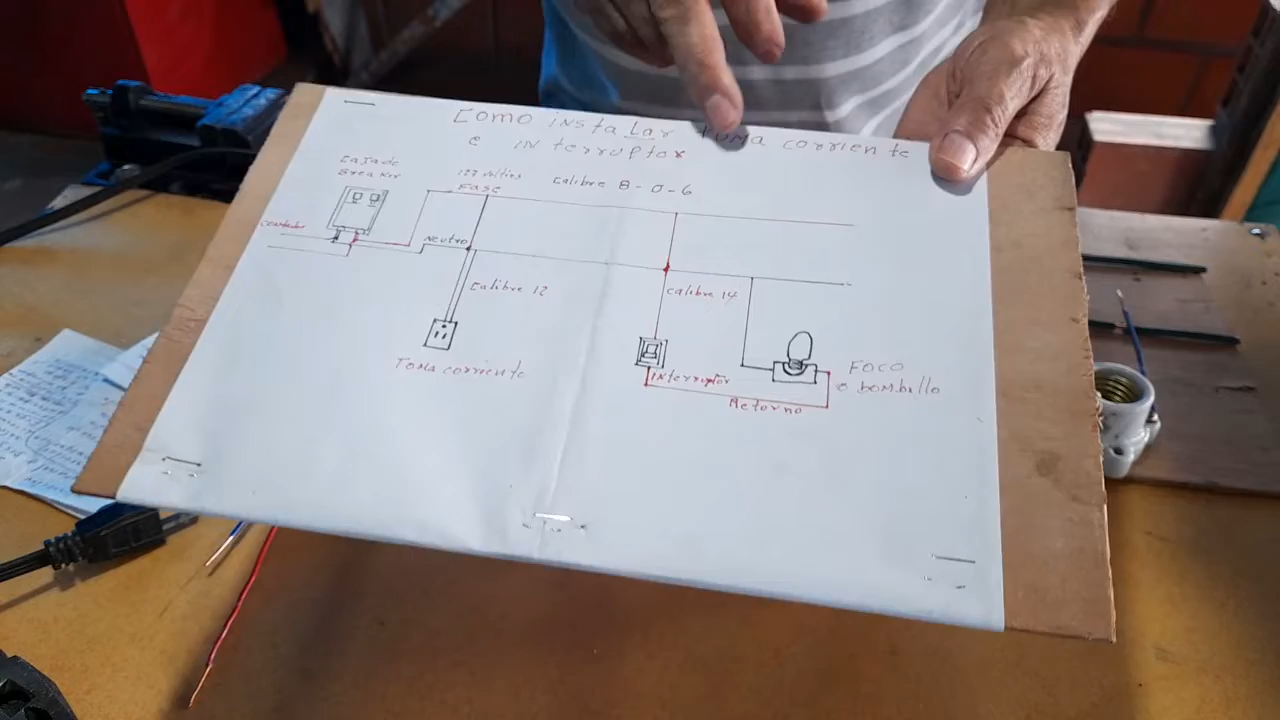 Como instalar toma corriente
e interruptor
Caja de
Breaker
127 voltios
Fase
Calibre 8-0-6
Contador
Neutro
Calibre 12
Calibre 14
Toma corriente
Interruptor
Foco
o bombillo
Retorno